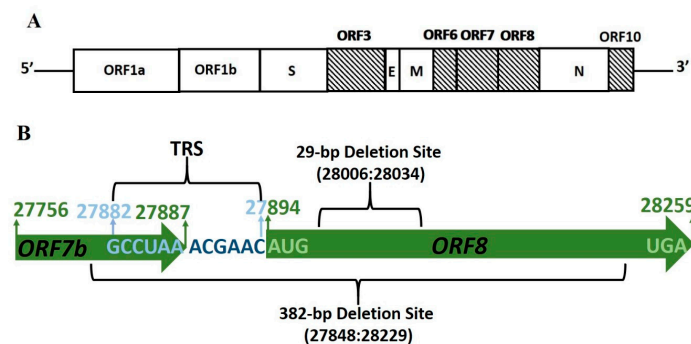 A
ORF3 ORF6 ORF7 ORF8 ORF10
5’ ORF1a ORF1b S E M N 3’
B
TRS
29-bp Deletion Site
(28006:28034)
27756 27882 27887 27894 28259
ORF7b GCCUAA ACGAAC AUG ORF8 UGA
382-bp Deletion Site
(27848:28229)